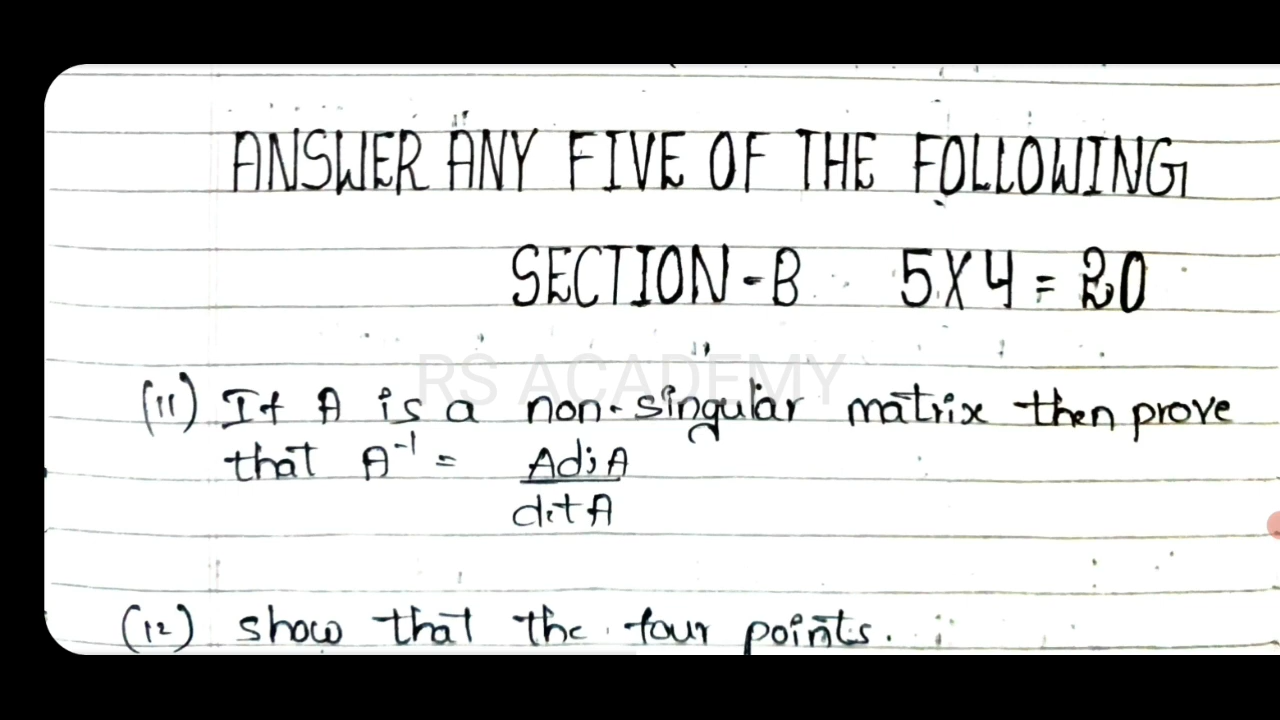 ANSWER ANY FIVE OF THE FOLLOWING
SECTION-B 5X4=20
RS ACADEMY
(11) If A is a non-singular matrix then prove
that A⁻¹ = AdjA
detA
(12) show that the four points.